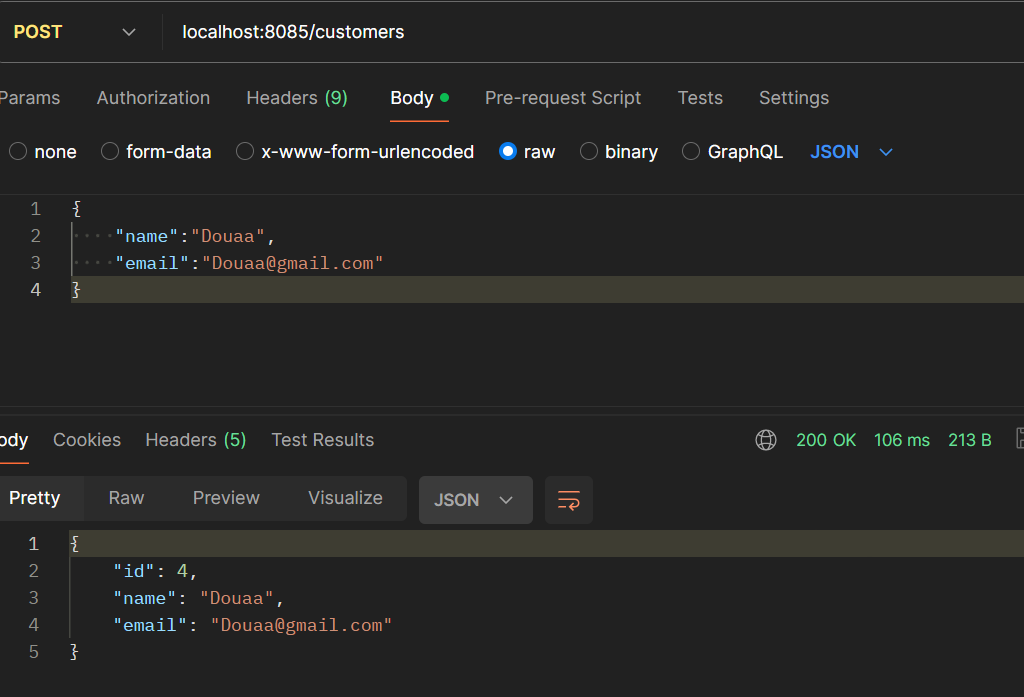 POST localhost:8085/customers
Params Authorization Headers (9) Body Pre-request Script Tests Settings
none form-data x-www-form-urlencoded raw binary GraphQL JSON
1 {
2 "name":"Douaa",
3 "email":"Douaa@gmail.com"
4 }
ody Cookies Headers (5) Test Results 200 OK 106 ms 213 B
Pretty Raw Preview Visualize JSON
1 {
2 "id": 4,
3 "name": "Douaa",
4 "email": "Douaa@gmail.com"
5 }